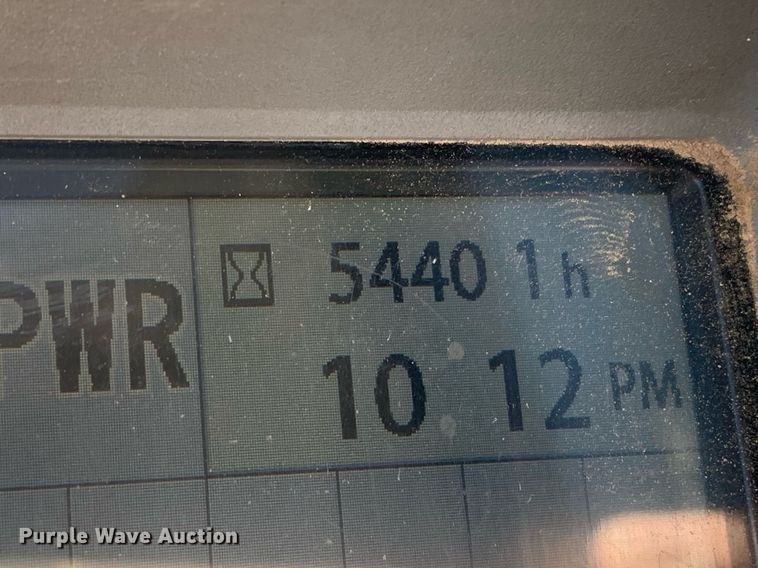 PWR
5440 1 h
10 12 PM
Purple Wave Auction